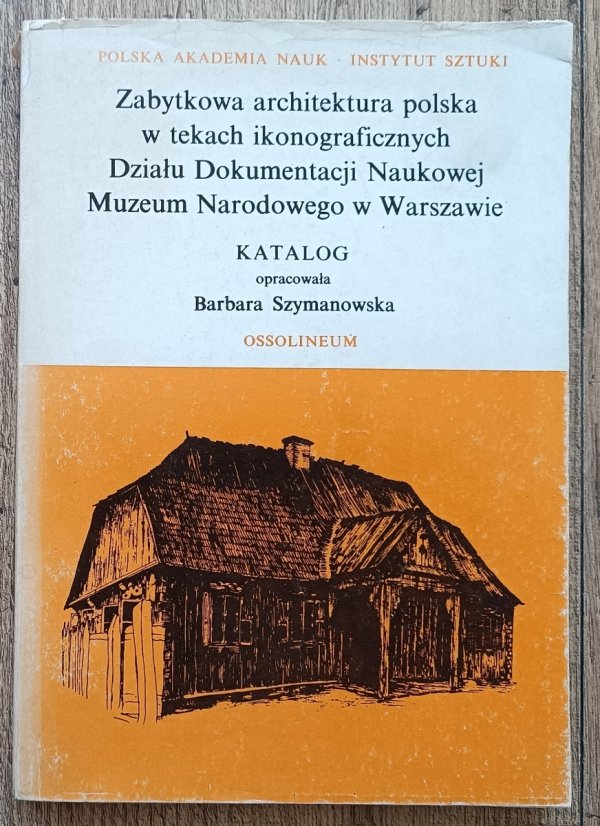 POLSKA AKADEMIA NAUK · INSTYTUT SZTUKI
Zabytkowa architektura polska
w tekach ikonograficznych
Działu Dokumentacji Naukowej
Muzeum Narodowego w Warszawie
KATALOG
opracowała
Barbara Szymanowska
OSSOLINEUM